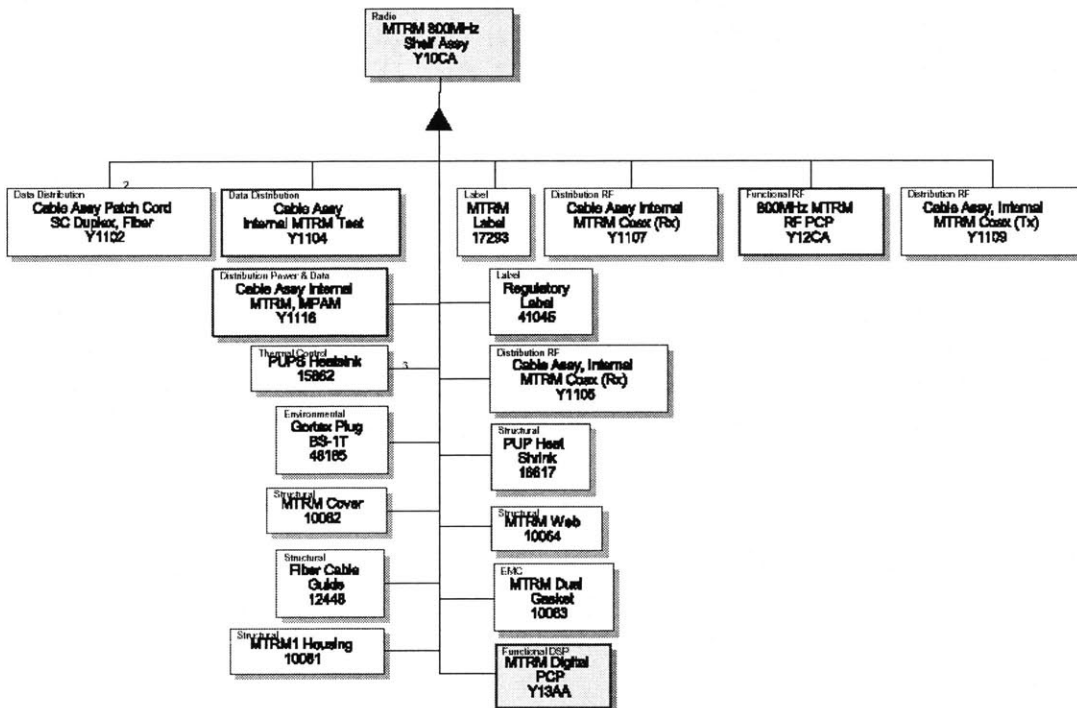 Radio
MTRM 800MHz
Shelf Assy
Y10CA
2
Data Distribution
Cable Assy Patch Cord
SC Duplex, Fiber
Y1102
Data Distribution
Cable Assy
Internal MTRM Test
Y1104
Label
MTRM
Label
17293
Distribution RF
Cable Assy Internal
MTRM Coax (Rx)
Y1107
Functional RF
800MHz MTRM
RF PCP
Y12CA
Distribution RF
Cable Assy, Internal
MTRM Coax (Tx)
Y1109
Distribution Power & Data
Cable Assy Internal
MTRM, MPAM
Y1116
Label
Regulatory
Label
41045
Thermal Control
PUPS Heatsink
15862
3
Distribution RF
Cable Assy, Internal
MTRM Coax (Rx)
Y1105
Environmental
Gortex Plug
BS-1T
48185
Structural
PUP Heat
Shrink
16617
Structural
MTRM Cover
10062
Structural
MTRM Web
10064
Structural
Fiber Cable
Guide
12448
EMC
MTRM Dual
Gasket
10063
Structural
MTRM1 Housing
10061
Functional DSP
MTRM Digital
PCP
Y13AA